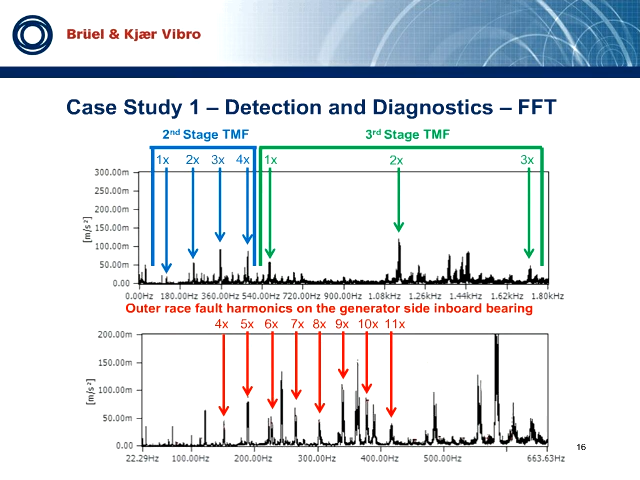 Brüel & Kjær Vibro
Case Study 1 – Detection and Diagnostics – FFT
2nd Stage TMF 3rd Stage TMF
1x 2x 3x 4x 1x 2x 3x
300.00m
250.00m
200.00m
150.00m
100.00m
50.00m
0.00
[m/s²]
0.00Hz 180.00Hz 360.00Hz 540.00Hz 720.00Hz 900.00Hz 1.08kHz 1.26kHz 1.44kHz 1.62kHz 1.80kHz
Outer race fault harmonics on the generator side inboard bearing
4x 5x 6x 7x 8x 9x 10x 11x
200.00m
150.00m
100.00m
50.00m
0.00
[m/s²]
22.29Hz 100.00Hz 200.00Hz 300.00Hz 400.00Hz 500.00Hz 663.63Hz
16